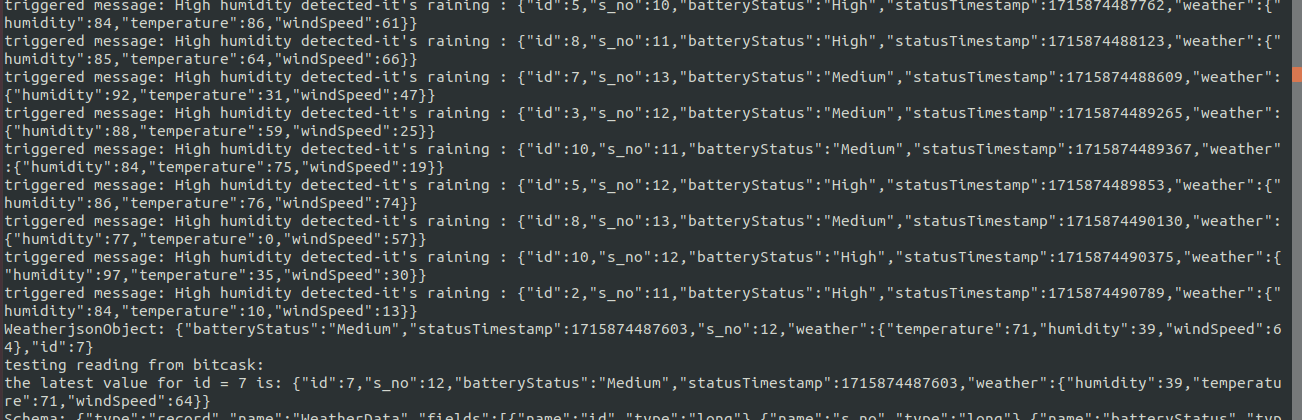 triggered message: High humidity detected-it's raining : {"id":5,"s_no":10,"batteryStatus":"High","statusTimestamp":1715874487762,"weather":{"
humidity":84,"temperature":86,"windSpeed":61}}
triggered message: High humidity detected-it's raining : {"id":8,"s_no":11,"batteryStatus":"High","statusTimestamp":1715874488123,"weather":{"
humidity":85,"temperature":64,"windSpeed":66}}
triggered message: High humidity detected-it's raining : {"id":7,"s_no":13,"batteryStatus":"Medium","statusTimestamp":1715874488609,"weather":
{"humidity":92,"temperature":31,"windSpeed":47}}
triggered message: High humidity detected-it's raining : {"id":3,"s_no":12,"batteryStatus":"Medium","statusTimestamp":1715874489265,"weather":
{"humidity":88,"temperature":59,"windSpeed":25}}
triggered message: High humidity detected-it's raining : {"id":10,"s_no":11,"batteryStatus":"Medium","statusTimestamp":1715874489367,"weather"
:{"humidity":84,"temperature":75,"windSpeed":19}}
triggered message: High humidity detected-it's raining : {"id":5,"s_no":12,"batteryStatus":"High","statusTimestamp":1715874489853,"weather":{"
humidity":86,"temperature":76,"windSpeed":74}}
triggered message: High humidity detected-it's raining : {"id":8,"s_no":13,"batteryStatus":"Medium","statusTimestamp":1715874490130,"weather":
{"humidity":77,"temperature":0,"windSpeed":57}}
triggered message: High humidity detected-it's raining : {"id":10,"s_no":12,"batteryStatus":"High","statusTimestamp":1715874490375,"weather":{
"humidity":97,"temperature":35,"windSpeed":30}}
triggered message: High humidity detected-it's raining : {"id":2,"s_no":11,"batteryStatus":"High","statusTimestamp":1715874490789,"weather":{"
humidity":84,"temperature":10,"windSpeed":13}}
WeatherjsonObject: {"batteryStatus":"Medium","statusTimestamp":1715874487603,"s_no":12,"weather":{"temperature":71,"humidity":39,"windSpeed":6
4},"id":7}
testing reading from bitcask:
the latest value for id = 7 is: {"id":7,"s_no":12,"batteryStatus":"Medium","statusTimestamp":1715874487603,"weather":{"humidity":39,"temperatu
re":71,"windSpeed":64}}
Schema: {"type":"record","name":"WeatherData","fields":[{"name":"id","type":"long"},{"name":"s_no","type":"long"},{"name":"batteryStatus","typ